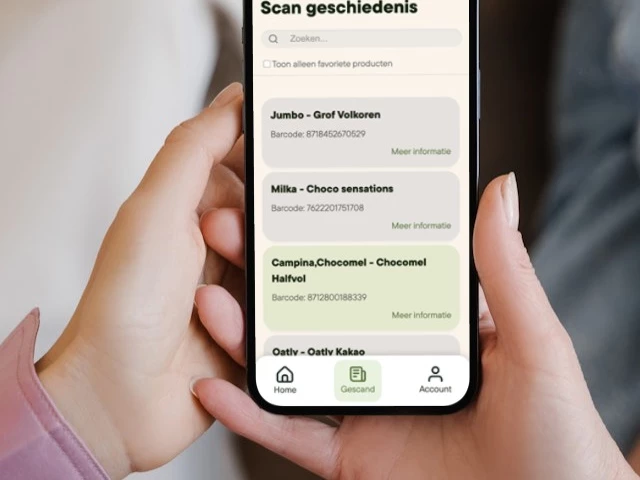 Scan geschiedenis
Zoeken...
Toon alleen favoriete producten
Jumbo - Grof Volkoren
Barcode: 8718452670529
Meer informatie
Milka - Choco sensations
Barcode: 7622201751708
Meer informatie
Campina,Chocomel - Chocomel
Halfvol
Barcode: 8712800188339
Meer informatie
Oatly - Oatly Kakao
Home
Gescand
Account